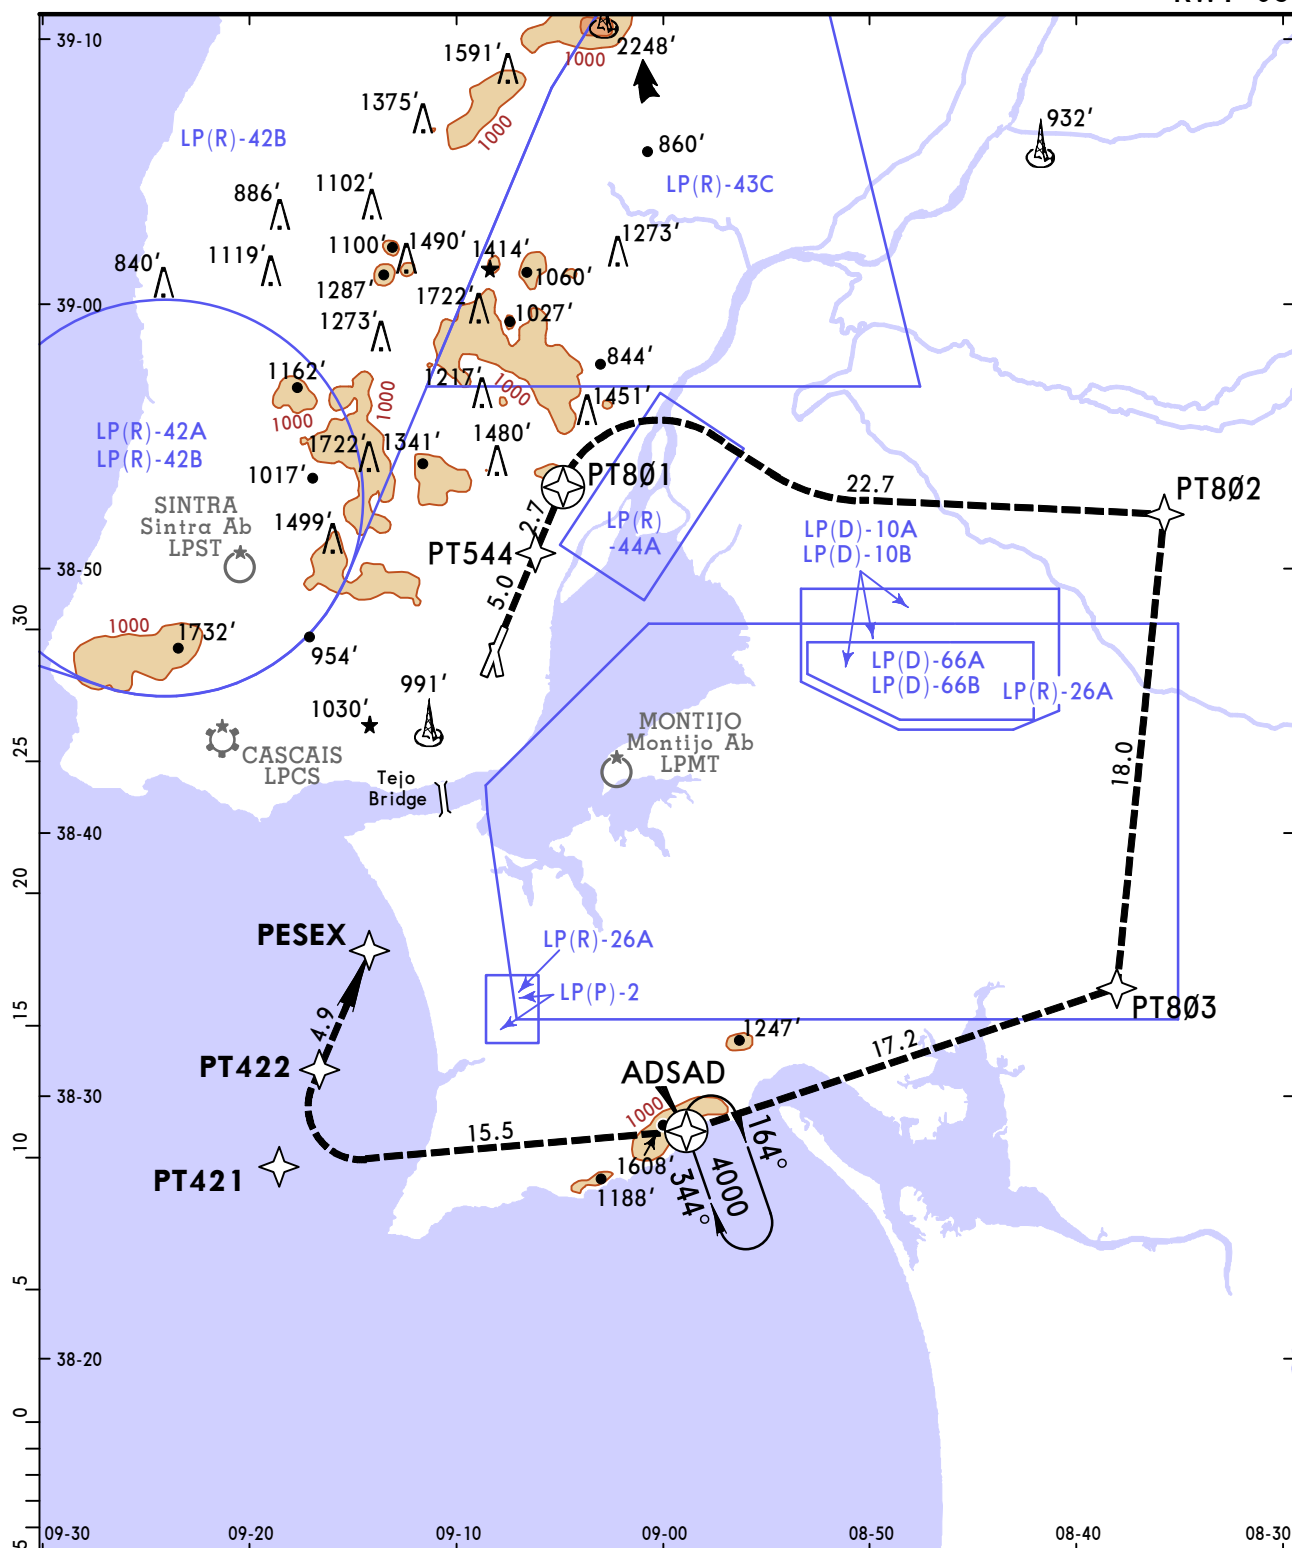 39-10
1591′
2248′
1000
1375′
932′
1000
LP(R)-42B
860′
LP(R)-43C
886′
1102′
1100′
1490′
1414′
1273′
840′
1119′
1287′
1060′
39-00
1722′
1027′
1273′
844′
1162′
1217′
1000
1000
1451′
1000
LP(R)-42A
LP(R)-42B
1722′
1341′
1480′
1017′
PT8Ø1
22.7
PT8Ø2
SINTRA
Sintra Ab
LPST
1499′
2.7
LP(R)
-44A
LP(D)-10A
LP(D)-10B
PT544
38-50
5.0
30
1000
1732′
954′
LP(D)-66A
LP(D)-66B
LP(R)-26A
991′
1030′
MONTIJO
Montijo Ab
LPMT
25
CASCAIS
LPCS
Tejo
Bridge
18.0
38-40
20
PESEX
LP(R)-26A
LP(P)-2
15
4.9
PT8Ø3
1247′
17.2
PT422
ADSAD
38-30
1000
15.5
164°
10
PT421
1608′
4000
344°
1188′
5
38-20
0
5
09-30
09-20
09-10
09-00
08-50
08-40
08-30